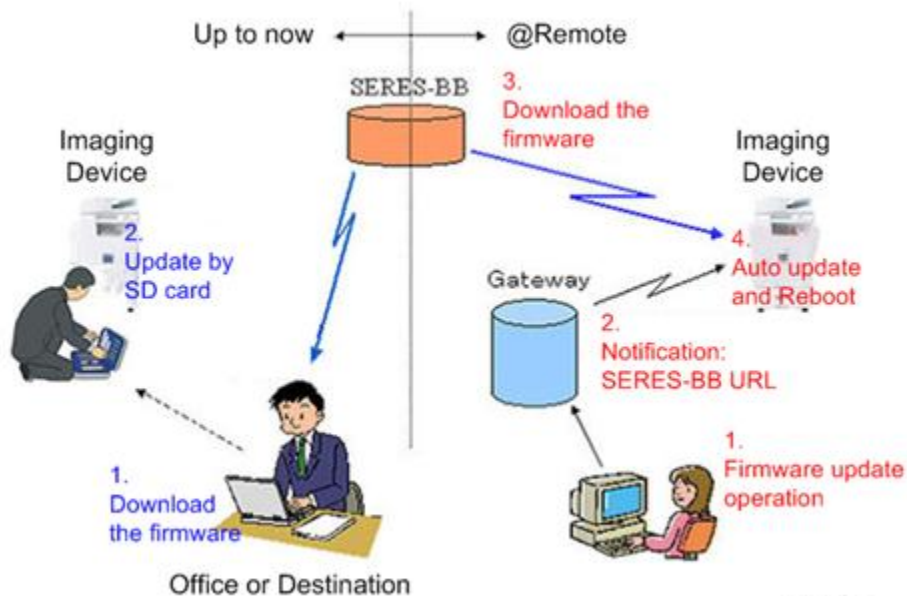 Up to now
@Remote
SERES-BB
3.
Download the
firmware
Imaging
Device
Imaging
Device
2.
Update by
SD card
4.
Auto update
and Reboot
Gateway
2.
Notification:
SERES-BB URL
1.
Download
the firmware
1.
Firmware update
operation
Office or Destination